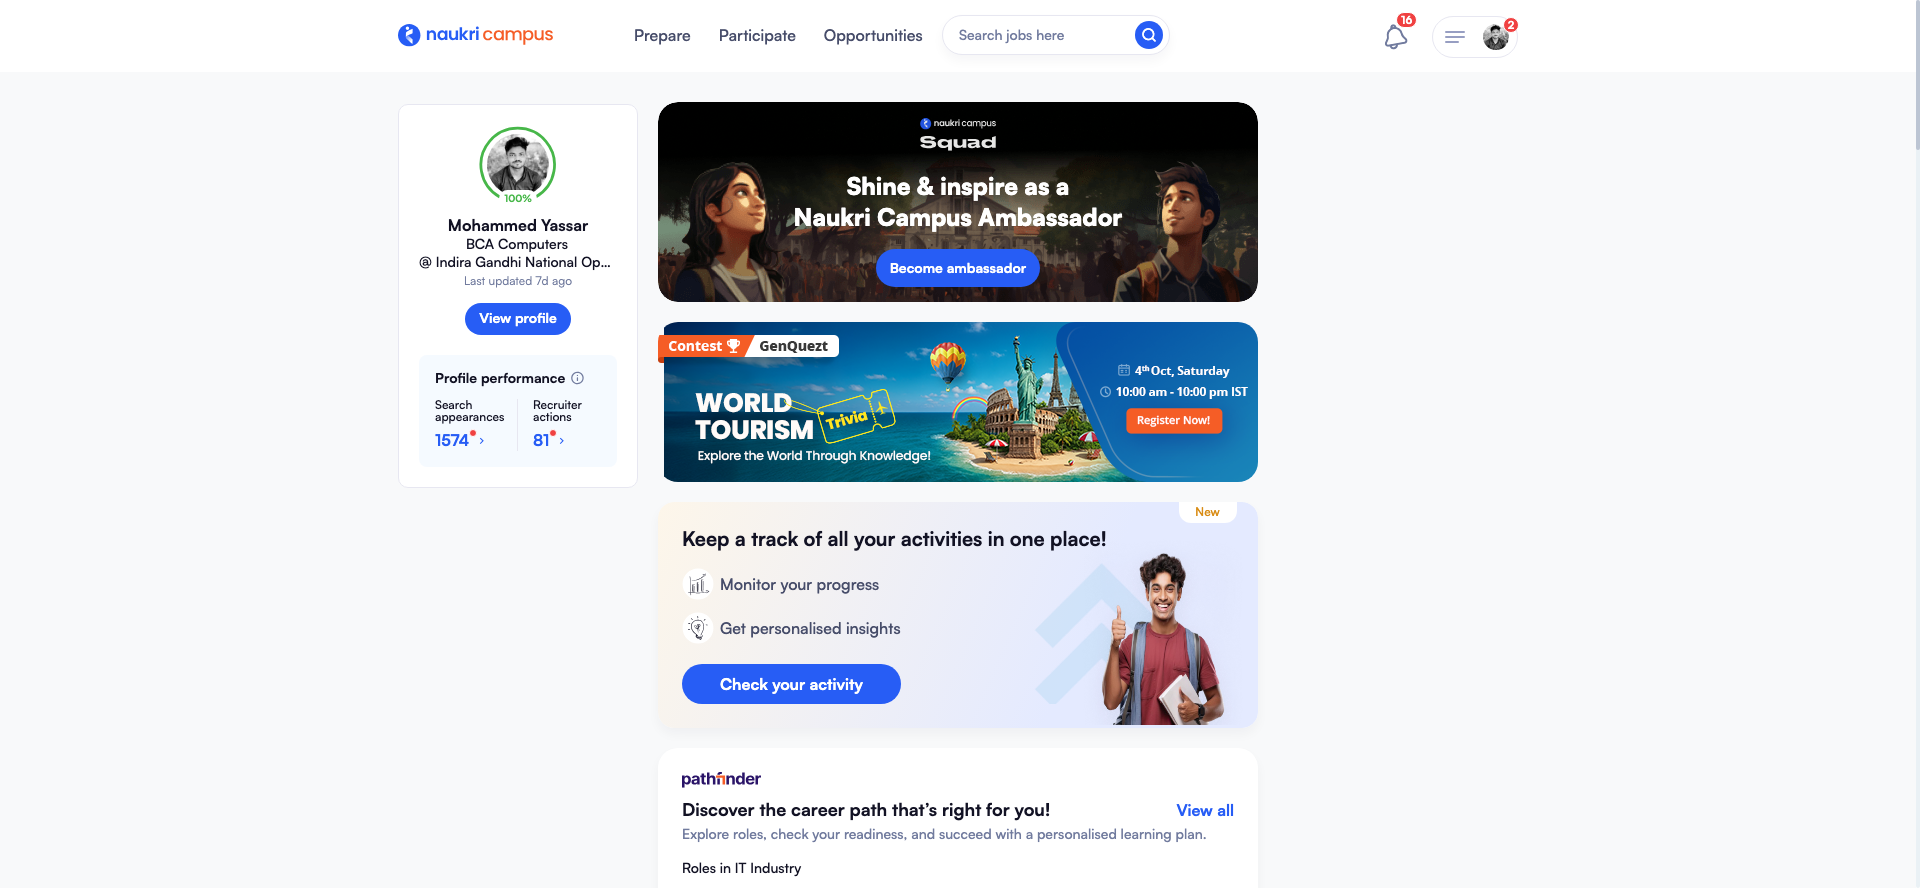 naukri campus
Prepare
Participate
Opportunities
Search jobs here
16
2
100%
Mohammed Yassar
BCA Computers
@ Indira Gandhi National Op...
Last updated 7d ago
View profile
Profile performance
Search
appearances
1574
Recruiter
actions
81
naukri campus
Squad
Shine & inspire as a
Naukri Campus Ambassador
Become ambassador
Contest
GenQuezt
WORLD
TOURISM
Trivia
Explore the World Through Knowledge!
4th Oct, Saturday
10:00 am - 10:00 pm IST
Register Now!
New
Keep a track of all your activities in one place!
Monitor your progress
Get personalised insights
Check your activity
pathfinder
Discover the career path that's right for you!
View all
Explore roles, check your readiness, and succeed with a personalised learning plan.
Roles in IT Industry